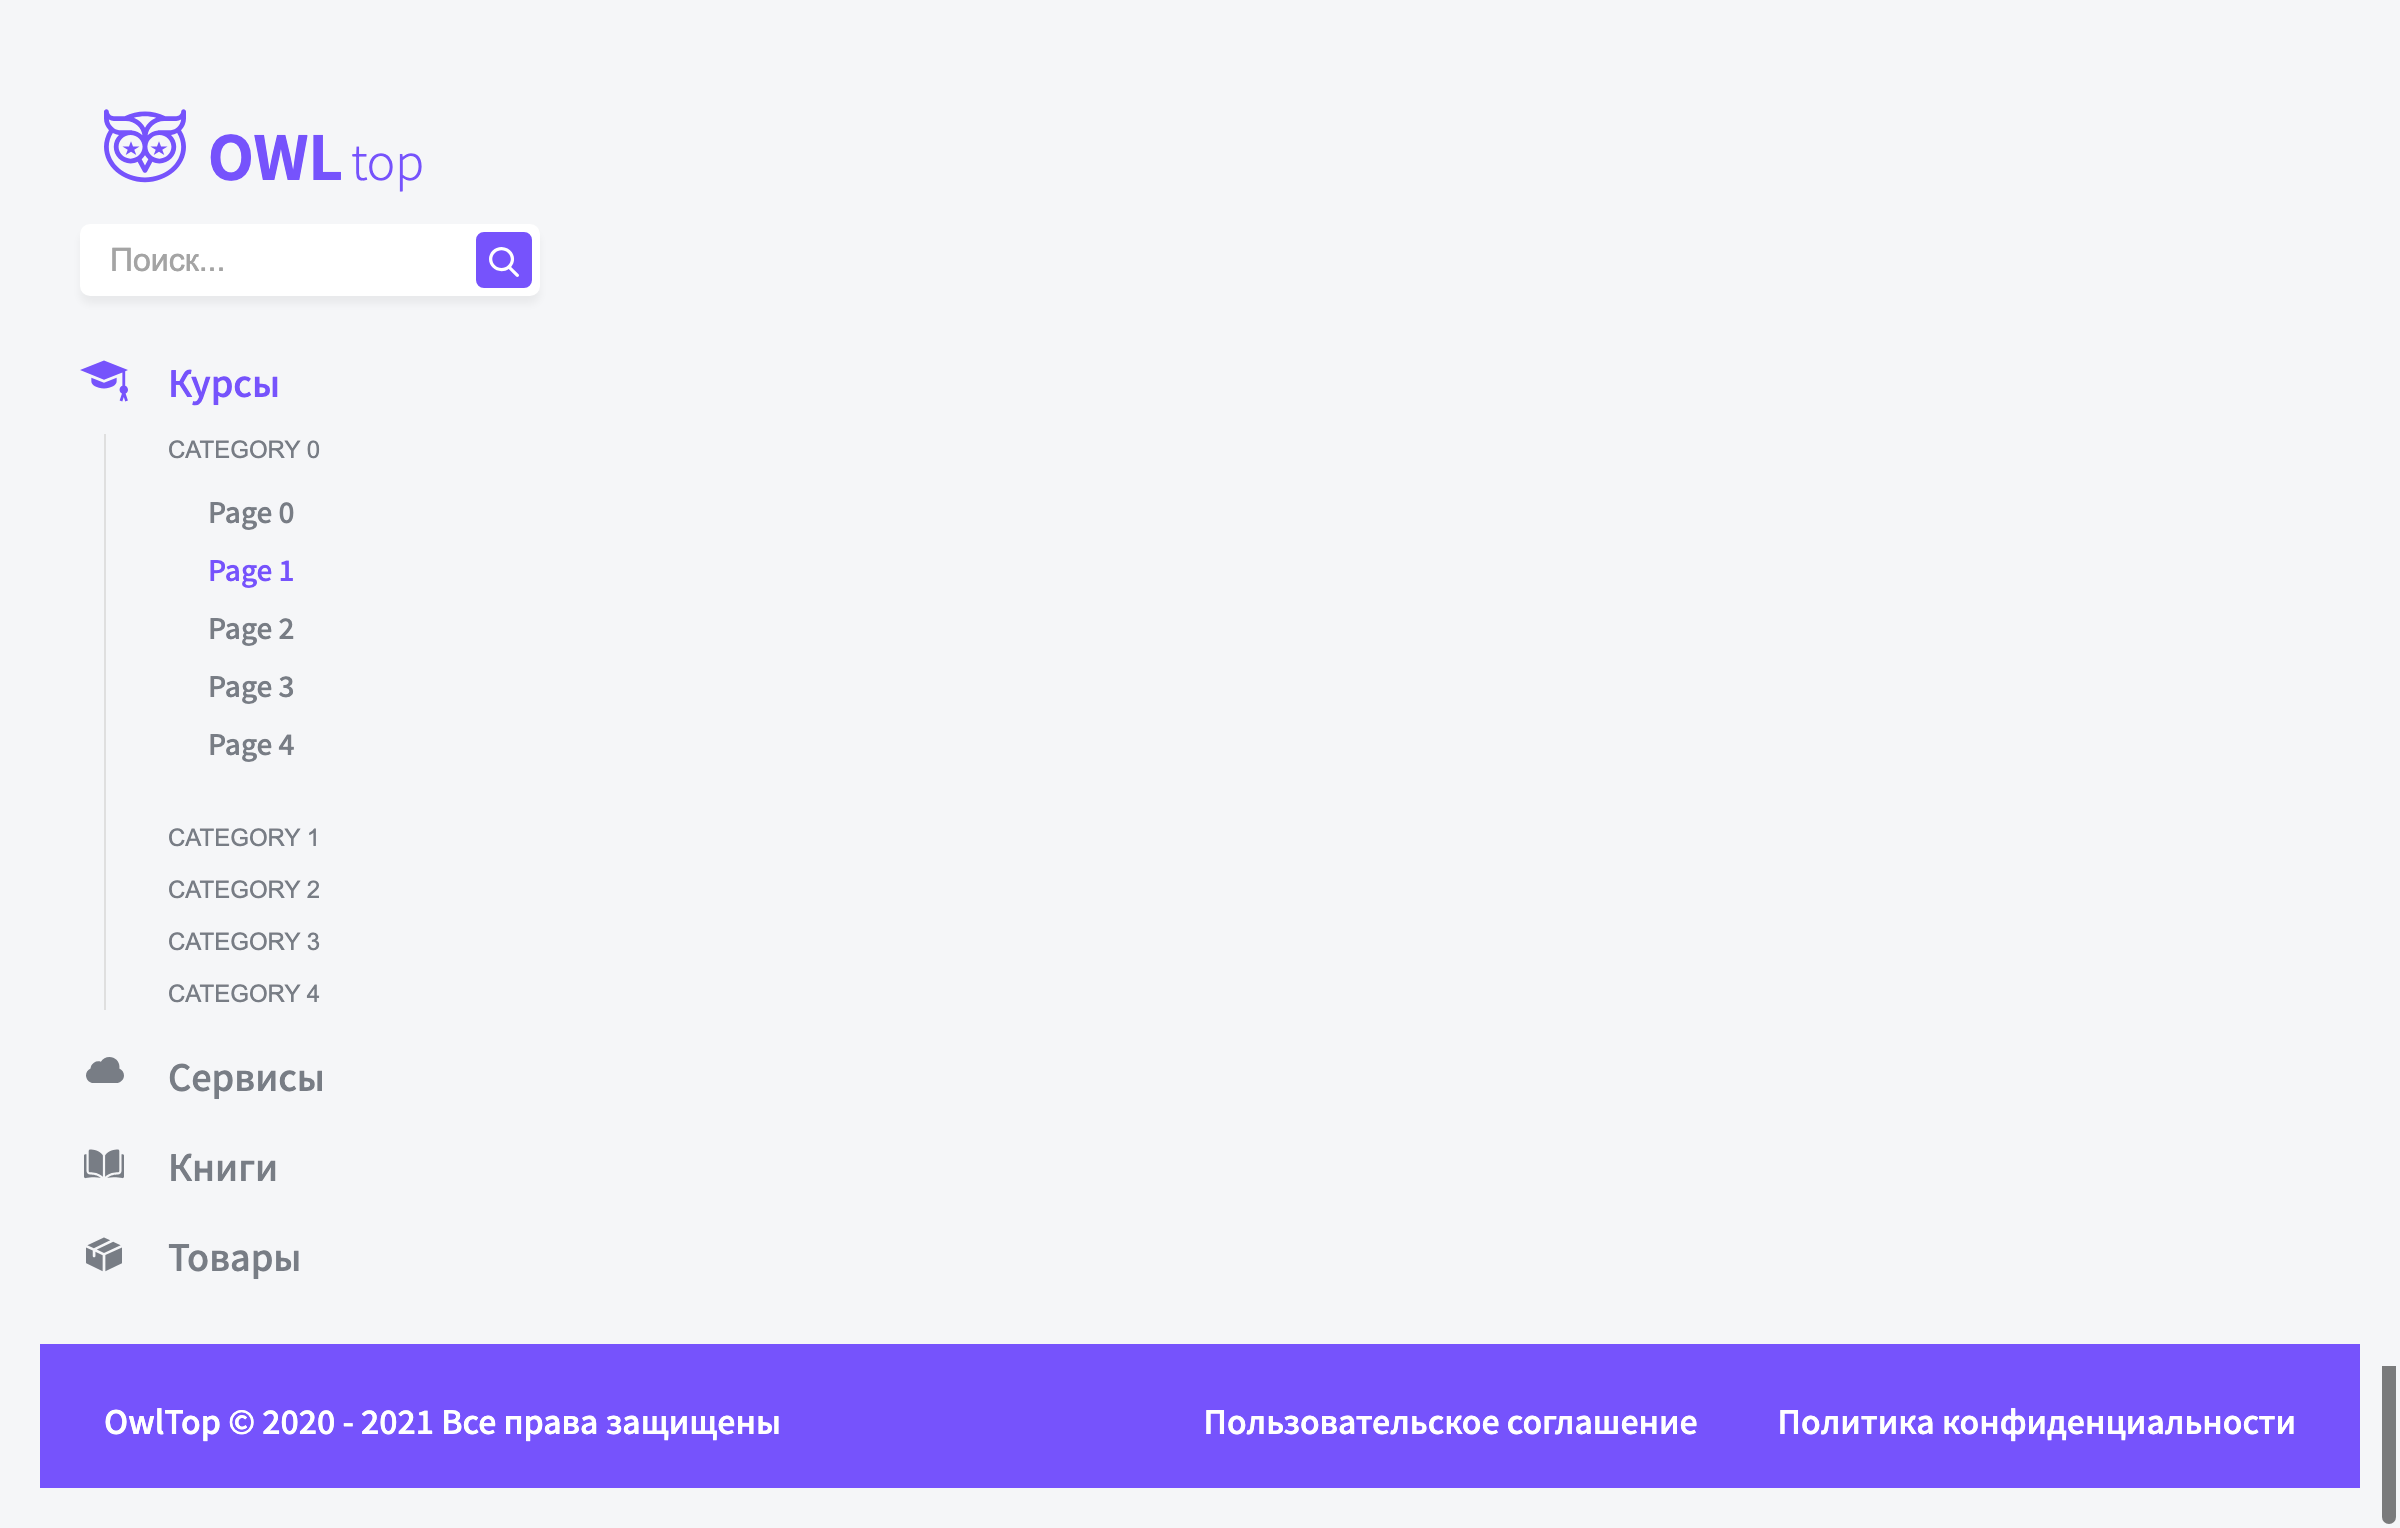 OWL top
Поиск...
Курсы
CATEGORY 0
Page 0
Page 1
Page 2
Page 3
Page 4
CATEGORY 1
CATEGORY 2
CATEGORY 3
CATEGORY 4
Сервисы
Книги
Товары
OwlTop © 2020 - 2021 Все права защищены Пользовательское соглашение Политика конфиденциальности